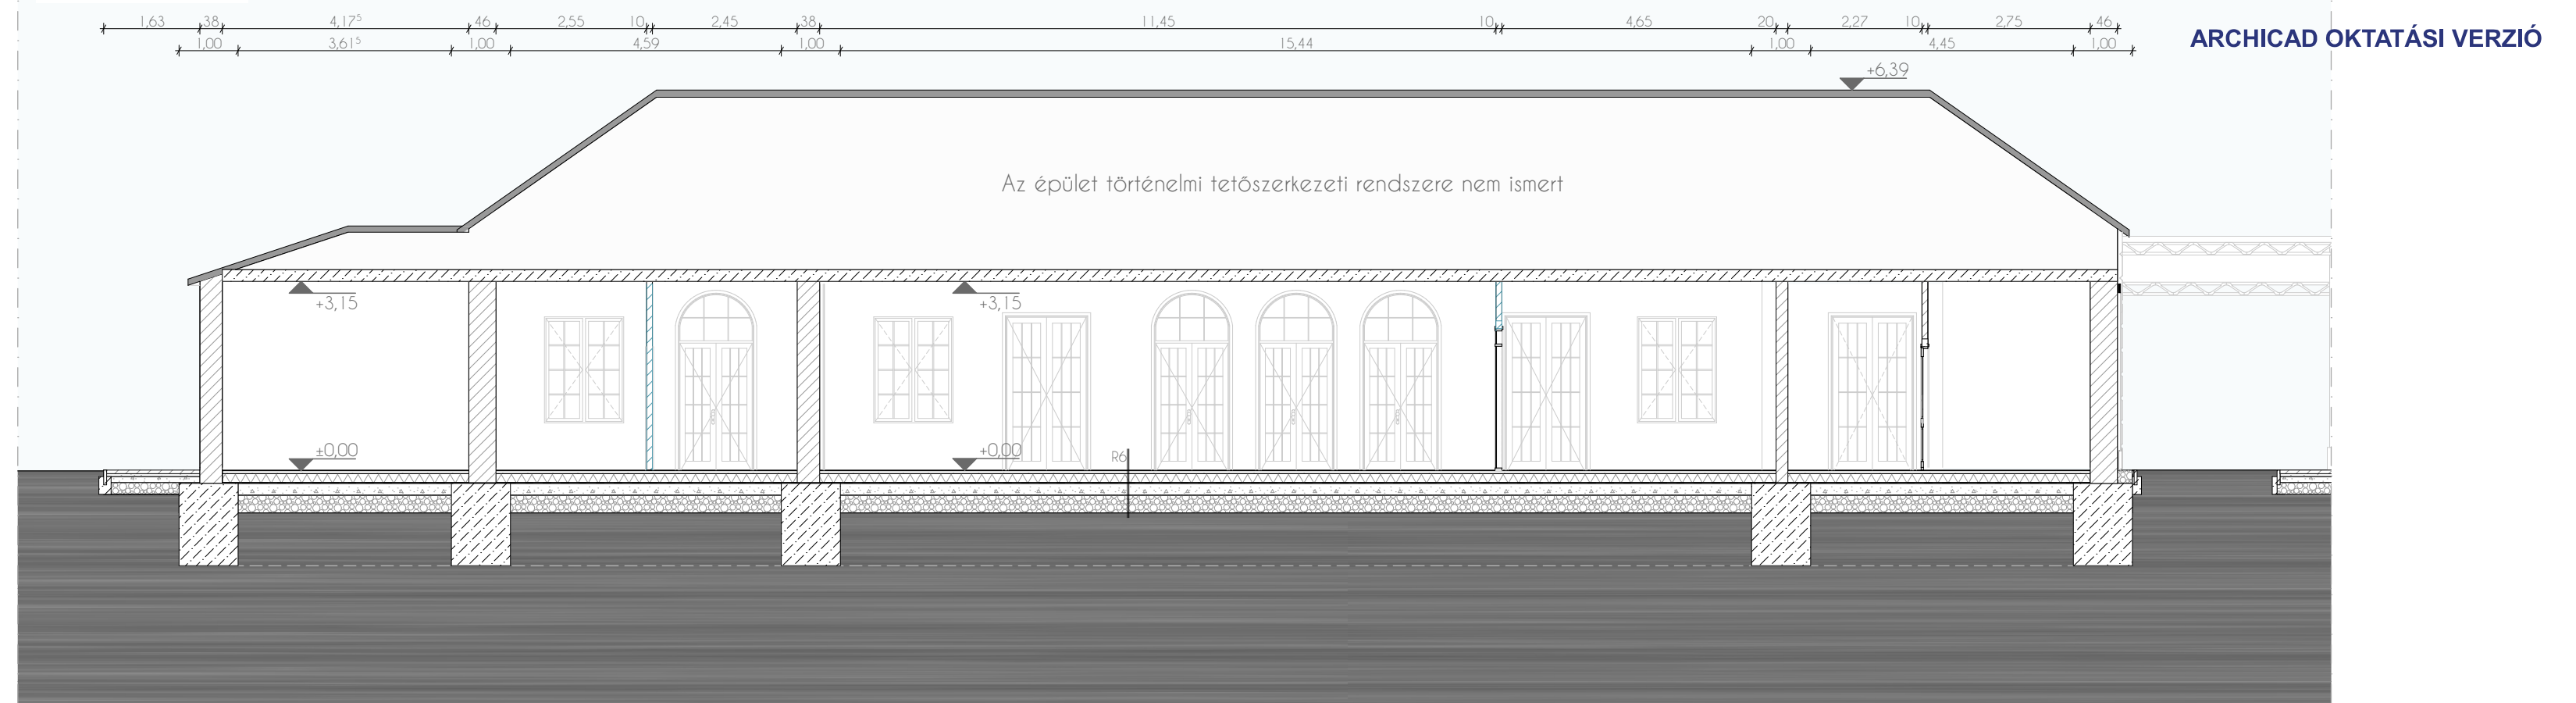 1,63 38 4,17⁵ 46 2,55 10 2,45 38 11,45 10 4,65 20 2,27 10 2,75 46
1,00 3,61⁵ 1,00 4,59 1,00 15,44 1,00 4,45 1,00
ARCHICAD OKTATÁSI VERZIÓ
+6,39
Az épület történelmi tetőszerkezeti rendszere nem ismert
+3,15 +3,15
±0,00 +0,00 R6